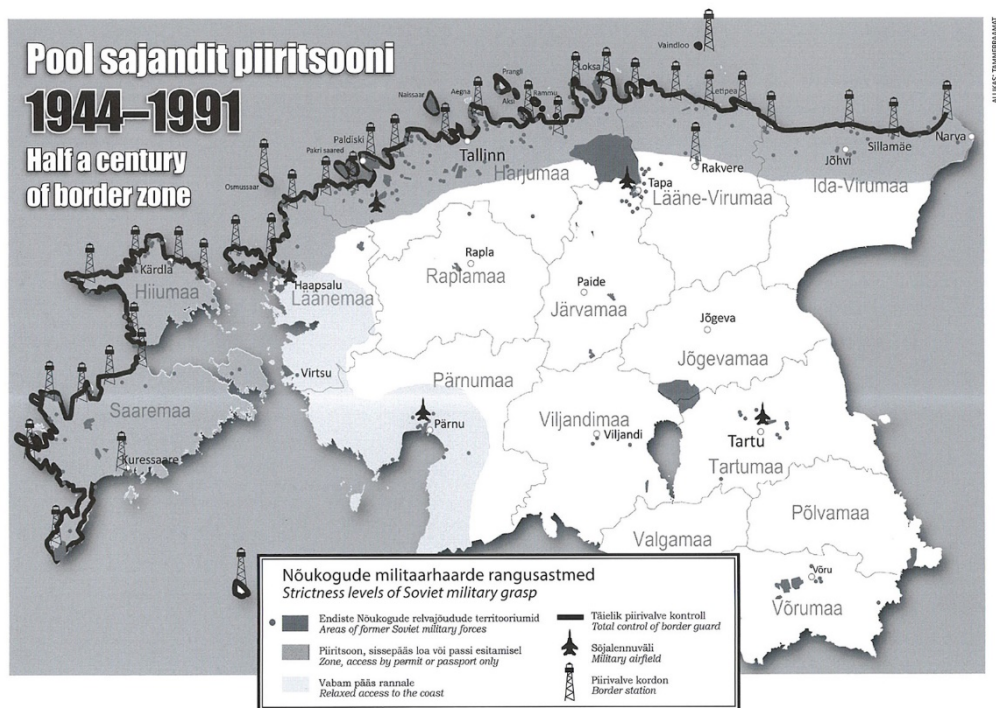 Pool sajandit piiritsooni
1944–1991
Half a century
of border zone
ALLIKAS: TAMMERRAAMAT
Vaindloo
Loksa
Prangli
Aegna
Aksi
Rammu
Naissaar
Letipea
Paldiski
Pakri saared
Tallinn
Harjumaa
Osmussaar
Narva
Sillamäe
Jõhvi
Ida-Virumaa
Rakvere
Tapa
Lääne-Virumaa
Kärdla
Hiiumaa
Haapsalu
Läänemaa
Rapla
Raplamaa
Paide
Järvamaa
Jõgeva
Jõgevamaa
Virtsu
Pärnumaa
Saaremaa
Pärnu
Viljandimaa
Viljandi
Tartu
Tartumaa
Kuressaare
Põlvamaa
Valgamaa
Võru
Võrumaa
Nõukogude militaarhaarde rangusastmed
Strictness levels of Soviet military grasp
Endiste Nõukogude relvajõudude territooriumid
Areas of former Soviet military forces
Piiritsoon, sissepääs loa või passi esitamisel
Zone, access by permit or passport only
Vabam pääs rannale
Relaxed access to the coast
Täielik piirivalve kontroll
Total control of border guard
Sõjalennuväli
Military airfield
Piirivalve kordon
Border station